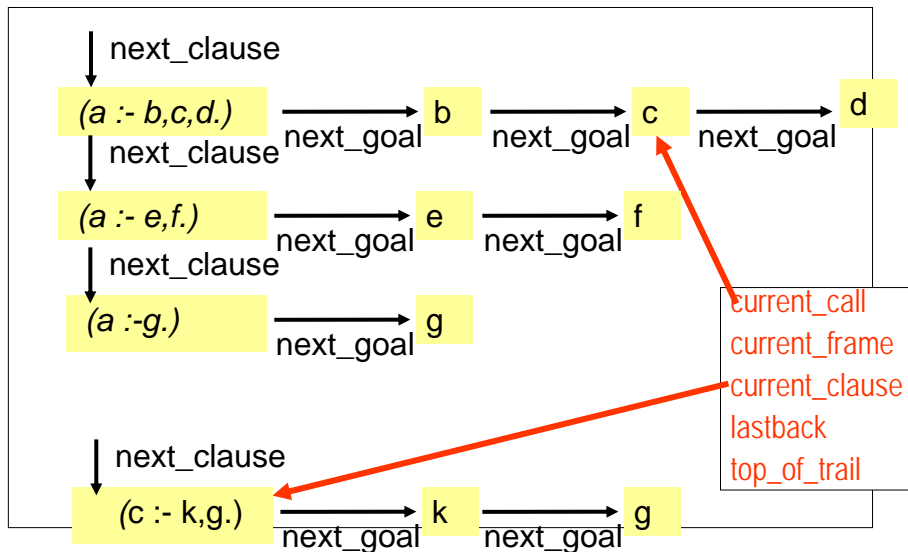 next_clause
(a :- b,c,d.) b c d
next_goal next_goal next_goal
next_clause
(a :- e,f.) e f
next_goal next_goal
next_clause
(a :-g.) g
next_goal
current_call
current_frame
current_clause
lastback
top_of_trail
next_clause
(c :- k,g.) k g
next_goal next_goal